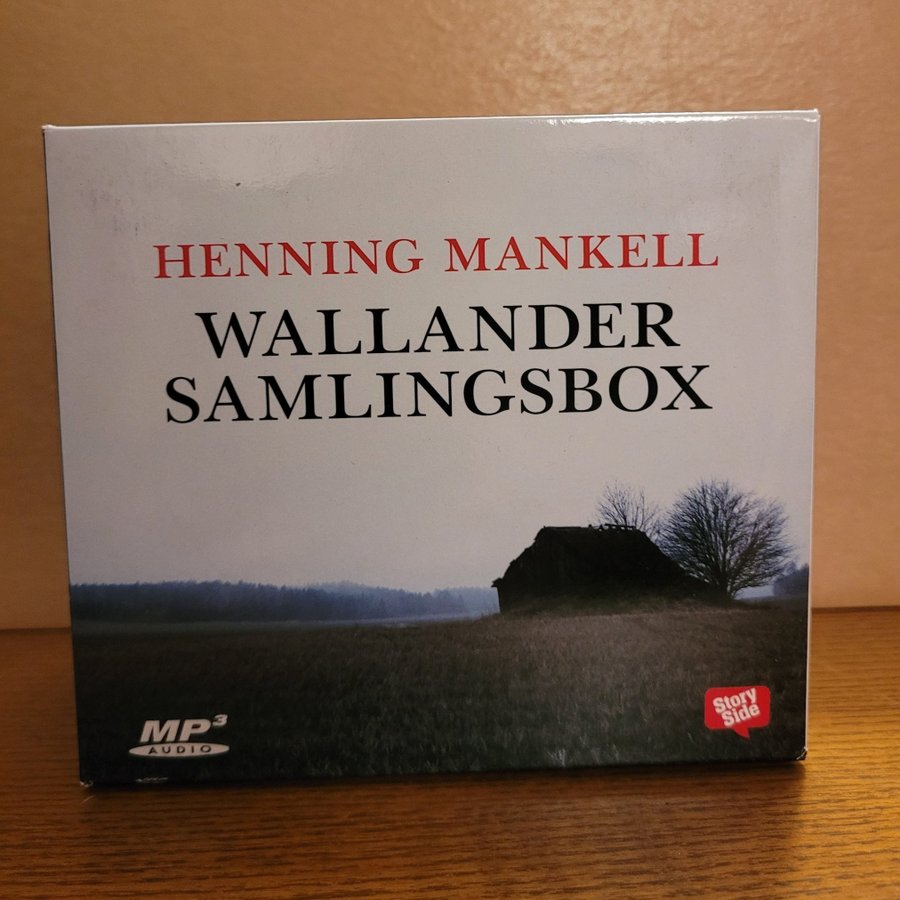 HENNING MANKELL
WALLANDER
SAMLINGSBOX
MP3
AUDIO
Story
Side